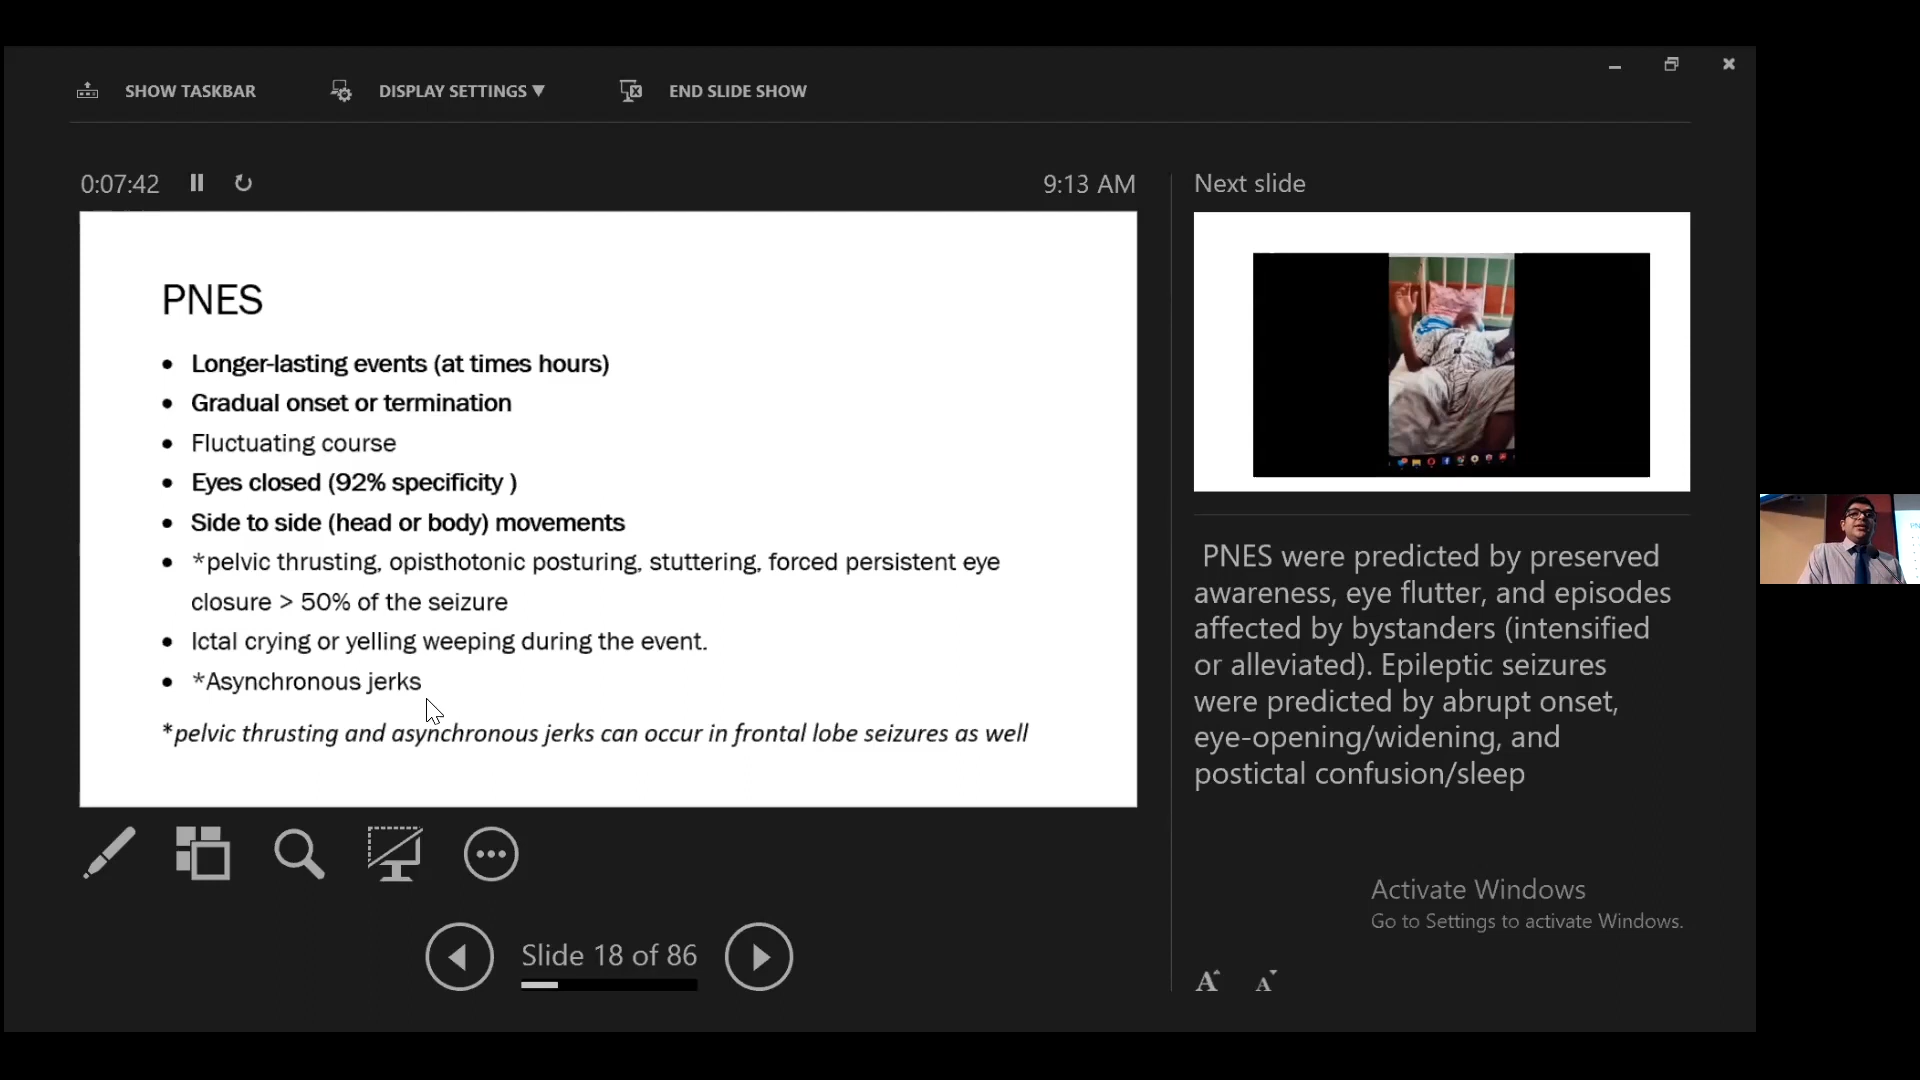 SHOW TASKBAR
DISPLAY SETTINGS ▼
END SLIDE SHOW
0:07:42
9:13 AM
Next slide
PNES
• Longer-lasting events (at times hours)
• Gradual onset or termination
• Fluctuating course
• Eyes closed (92% specificity )
• Side to side (head or body) movements
• *pelvic thrusting, opisthotonic posturing, stuttering, forced persistent eye
closure > 50% of the seizure
• Ictal crying or yelling weeping during the event.
• *Asynchronous jerks
*pelvic thrusting and asynchronous jerks can occur in frontal lobe seizures as well
PNES were predicted by preserved
awareness, eye flutter, and episodes
affected by bystanders (intensified
or alleviated). Epileptic seizures
were predicted by abrupt onset,
eye-opening/widening, and
postictal confusion/sleep
Activate Windows
Go to Settings to activate Windows.
Slide 18 of 86
A A